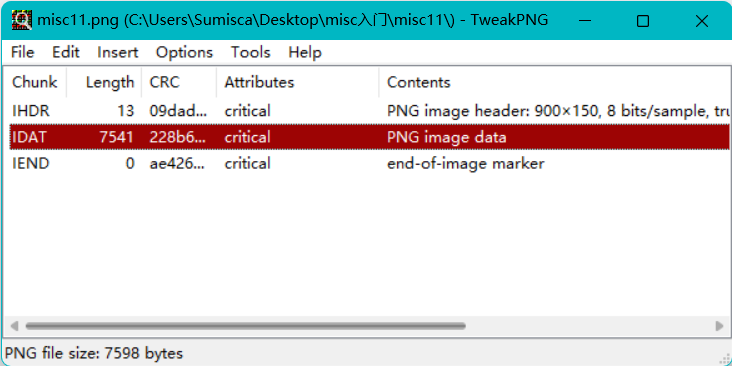 misc11.png (C:\Users\Sumisca\Desktop\misc入门\misc11\) - TweakPNG
File Edit Insert Options Tools Help
Chunk Length CRC Attributes Contents
IHDR 13 09dad... critical PNG image header: 900×150, 8 bits/sample, tru
IDAT 7541 228b6... critical PNG image data
IEND 0 ae426... critical end-of-image marker
PNG file size: 7598 bytes